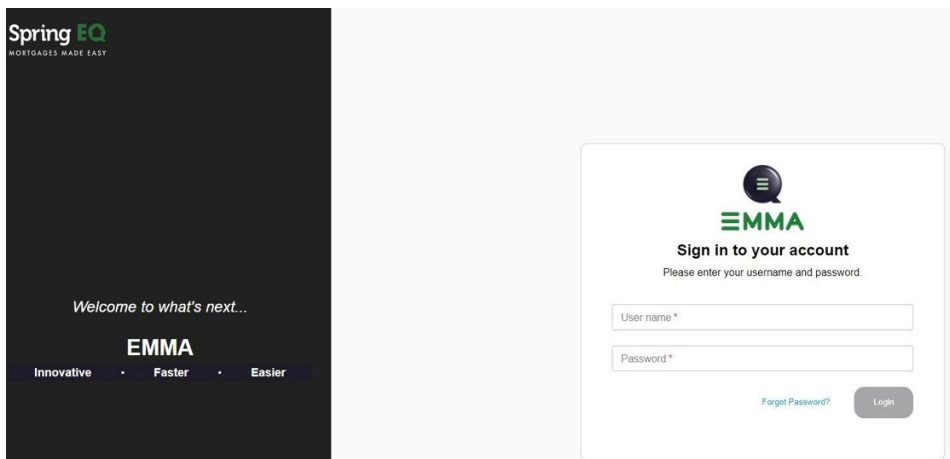 Spring EQ
MORTGAGES MADE EASY
Welcome to what's next...
EMMA
Innovative • Faster • Easier
EMMA
Sign in to your account
Please enter your username and password.
User name *
Password *
Forgot Password?
Login